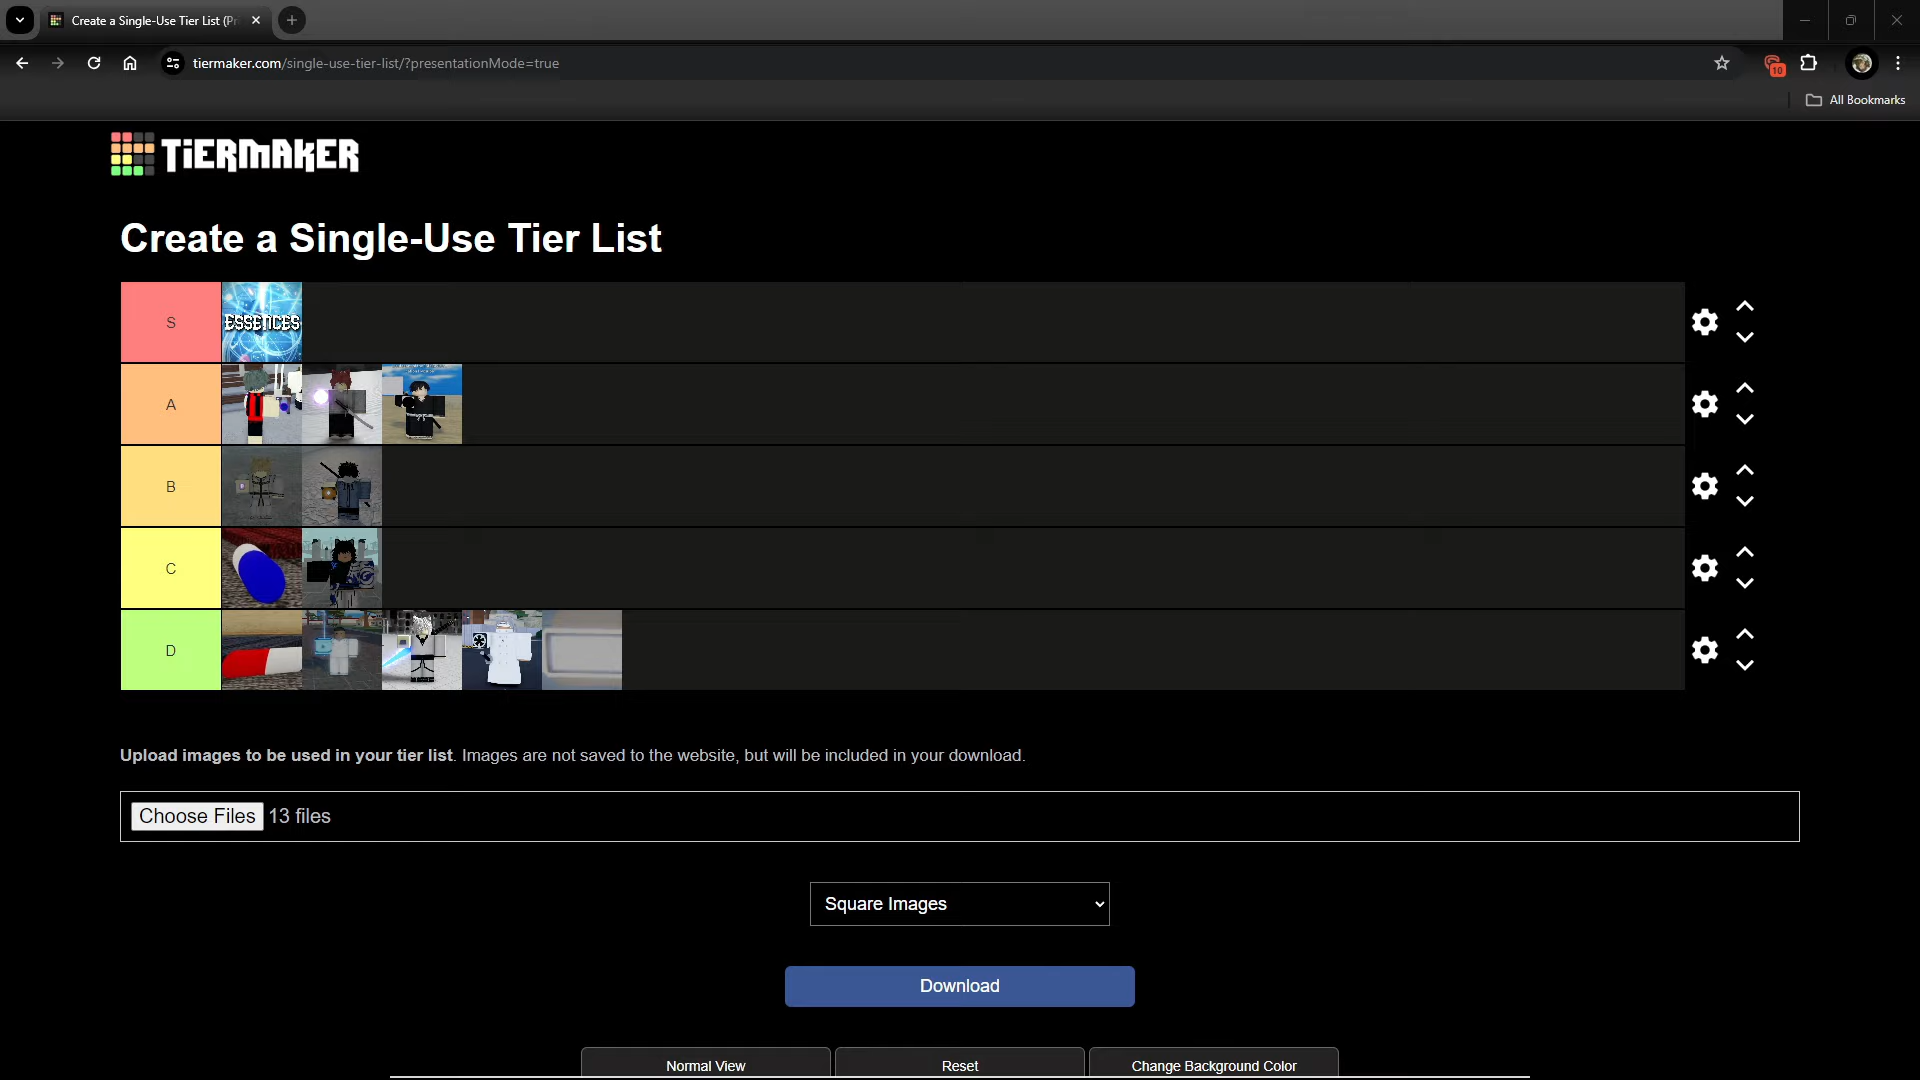 Create a Single-Use Tier List (Pr
tiermaker.com/single-use-tier-list/?presentationMode=true
10
All Bookmarks
TiERMAKER
Create a Single-Use Tier List
S
ESSENCES
A
B
C
D
Upload images to be used in your tier list. Images are not saved to the website, but will be included in your download.
Choose Files 13 files
Square Images
Download
Normal View
Reset
Change Background Color